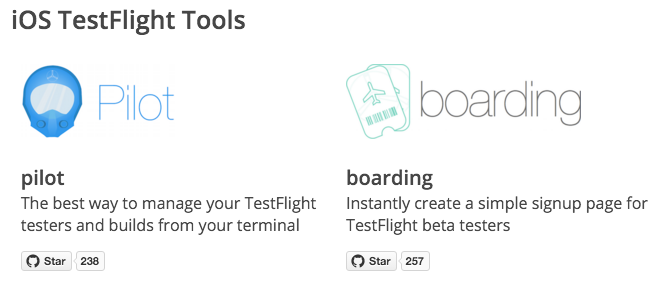 iOS TestFlight Tools
Pilot
boarding
pilot
The best way to manage your TestFlight
testers and builds from your terminal
Star 238
boarding
Instantly create a simple signup page for
TestFlight beta testers
Star 257